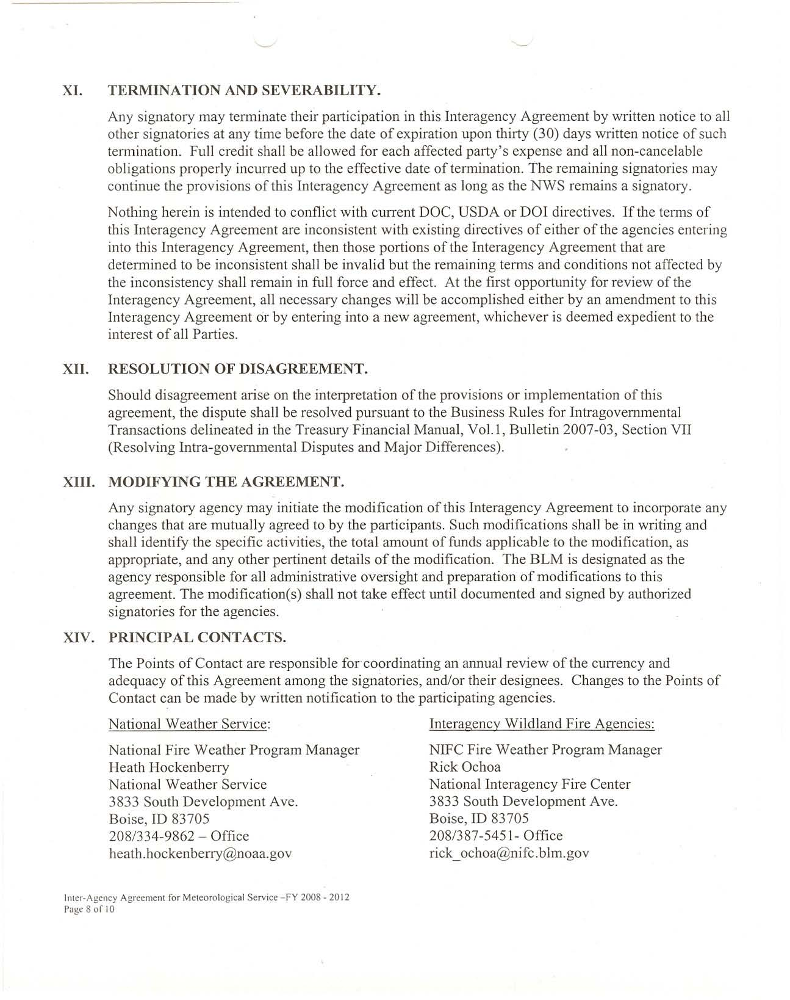 XI. TERMINATION AND SEVERABILITY.
Any signatory may terminate their participation in this Interagency Agreement by written notice to all
other signatories at any time before the date of expiration upon thirty (30) days written notice of such
termination. Full credit shall be allowed for each affected party's expense and all non-cancelable
obligations properly incurred up to the effective date of termination. The remaining signatories may
continue the provisions of this Interagency Agreement as long as the NWS remains a signatory.
Nothing herein is intended to conflict with current DOC, USDA or DOI directives. If the terms of
this Interagency Agreement are inconsistent with existing directives of either of the agencies entering
into this Interagency Agreement, then those portions of the Interagency Agreement that are
determined to be inconsistent shall be invalid but the remaining terms and conditions not affected by
the inconsistency shall remain in full force and effect. At the first opportunity for review of the
Interagency Agreement, all necessary changes will be accomplished either by an amendment to this
Interagency Agreement or by entering into a new agreement, whichever is deemed expedient to the
interest of all Parties.
XII. RESOLUTION OF DISAGREEMENT.
Should disagreement arise on the interpretation of the provisions or implementation of this
agreement, the dispute shall be resolved pursuant to the Business Rules for Intragovernmental
Transactions delineated in the Treasury Financial Manual, Vol.1, Bulletin 2007-03, Section VII
(Resolving Intra-governmental Disputes and Major Differences).
XIII. MODIFYING THE AGREEMENT.
Any signatory agency may initiate the modification of this Interagency Agreement to incorporate any
changes that are mutually agreed to by the participants. Such modifications shall be in writing and
shall identify the specific activities, the total amount of funds applicable to the modification, as
appropriate, and any other pertinent details of the modification. The BLM is designated as the
agency responsible for all administrative oversight and preparation of modifications to this
agreement. The modification(s) shall not take effect until documented and signed by authorized
signatories for the agencies.
XIV. PRINCIPAL CONTACTS.
The Points of Contact are responsible for coordinating an annual review of the currency and
adequacy of this Agreement among the signatories, and/or their designees. Changes to the Points of
Contact can be made by written notification to the participating agencies.
National Weather Service:
National Fire Weather Program Manager
Heath Hockenberry
National Weather Service
3833 South Development Ave.
Boise, ID 83705
208/334-9862 – Office
heath.hockenberry@noaa.gov
Interagency Wildland Fire Agencies:
NIFC Fire Weather Program Manager
Rick Ochoa
National Interagency Fire Center
3833 South Development Ave.
Boise, ID 83705
208/387-5451- Office
rick_ochoa@nifc.blm.gov
Inter-Agency Agreement for Meteorological Service –FY 2008 - 2012
Page 8 of 10